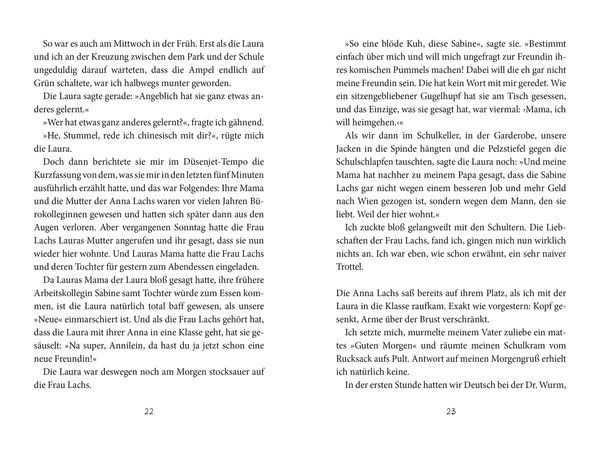 So war es auch am Mittwoch in der Früh. Erst als die Laura
und ich an der Kreuzung zwischen dem Park und der Schule
ungeduldig darauf warteten, dass die Ampel endlich auf
Grün schaltete, war ich halbwegs munter geworden.
Die Laura sagte gerade: »Angeblich hat sie ganz etwas an-
deres gelernt.«
»Wer hat etwas ganz anderes gelernt?«, fragte ich gähnend.
»He, Stummel, rede ich chinesisch mit dir?«, rügte mich
die Laura.
Doch dann berichtete sie mir im Düsenjet-Tempo die
Kurzfassung von dem, was sie mir in den letzten fünf Minuten
ausführlich erzählt hatte, und das war Folgendes: Ihre Mama
und die Mutter der Anna Lachs waren vor vielen Jahren Bü-
rokolleginnen gewesen und hatten sich später dann aus den
Augen verloren. Aber vergangenen Sonntag hatte die Frau
Lachs Lauras Mutter angerufen und ihr gesagt, dass sie nun
wieder hier wohnte. Und Lauras Mama hatte die Frau Lachs
und deren Tochter für gestern zum Abendessen eingeladen.
Da Lauras Mama der Laura bloß gesagt hatte, ihre frühere
Arbeitskollegin Sabine samt Tochter würde zum Essen kom-
men, ist die Laura natürlich total baff gewesen, als unsere
»Neue« einmarschiert ist. Und als die Frau Lachs gehört hat,
dass die Laura mit ihrer Anna in eine Klasse geht, hat sie ge-
säuselt: »Na super, Annilein, da hast du ja jetzt schon eine
neue Freundin!«
Die Laura war deswegen noch am Morgen stocksauer auf
die Frau Lachs.
22
»So eine blöde Kuh, diese Sabine«, sagte sie. »Bestimmt
einfach über mich und will mich ungefragt zur Freundin ih-
res komischen Pummels machen! Dabei will die eh gar nicht
meine Freundin sein. Die hat kein Wort mit mir geredet. Wie
ein sitzengebliebener Gugelhupf hat sie am Tisch gesessen,
und das Einzige, was sie gesagt hat, war viermal: ›Mama, ich
will heimgehen.‹«
Als wir dann im Schulkeller, in der Garderobe, unsere
Jacken in die Spinde hängten und die Pelzstiefel gegen die
Schulschlapfen tauschten, sagte die Laura noch: »Und meine
Mama hat nachher zu meinem Papa gesagt, dass die Sabine
Lachs gar nicht wegen einem besseren Job und mehr Geld
nach Wien gezogen ist, sondern wegen dem Mann, den sie
liebt. Weil der hier wohnt.«
Ich zuckte bloß gelangweilt mit den Schultern. Die Lieb-
schaften der Frau Lachs, fand ich, gingen mich nun wirklich
nichts an. Ich war eben, wie schon erwähnt, ein sehr naiver
Trottel.
Die Anna Lachs saß bereits auf ihrem Platz, als ich mit der
Laura in die Klasse raufkam. Exakt wie vorgestern: Kopf ge-
senkt, Arme über der Brust verschränkt.
Ich setzte mich, murmelte meinem Vater zuliebe ein mat-
tes »Guten Morgen« und räumte meinen Schulkram vom
Rucksack aufs Pult. Antwort auf meinen Morgengruß erhielt
ich natürlich keine.
In der ersten Stunde hatten wir Deutsch bei der Dr. Wurm,
23